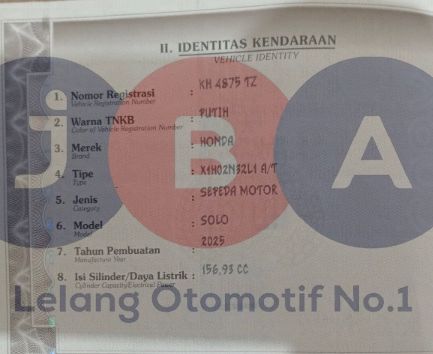 II. IDENTITAS KENDARAAN
VEHICLE IDENTITY
1. Nomor Registrasi : KH 4875 TZ
Vehicle Registration Number
2. Warna TNKB : PUTIH
Color of Vehicle Registration Number
3. Merek : HONDA
Brand
4. Tipe : X1H02N32L1 A/T
Type
5. Jenis : SEPEDA MOTOR
Category
6. Model : SOLO
Model
7. Tahun Pembuatan : 2025
Manufacture Year
8. Isi Silinder/Daya Listrik : 156,93 CC
Cylinder Capacity/Electrical Power
jBA
Lelang Otomotif No.1